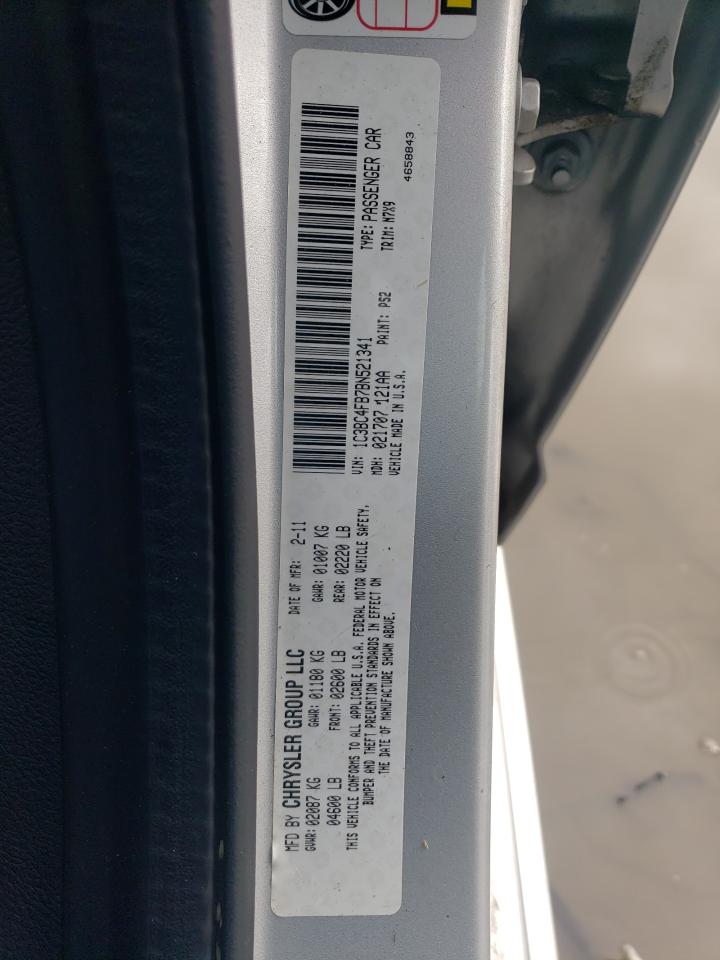 MFD BY CHRYSLER GROUP LLC
DATE OF MFR: 2-11
GVWR: 02087 KG
GAWR: 01180 KG
GAWR: 01007 KG
04600 LB
FRONT: 02600 LB
REAR: 02220 LB
THIS VEHICLE CONFORMS TO ALL APPLICABLE U.S.A. FEDERAL MOTOR VEHICLE SAFETY,
BUMPER AND THEFT PREVENTION STANDARDS IN EFFECT ON
THE DATE OF MANUFACTURE SHOWN ABOVE.
VIN: 1C3BC4FB7BN521341
TYPE: PASSENGER CAR
MDH: 021707 121AA
PAINT: PS2
TRIM: N7X9
VEHICLE MADE IN U.S.A.
4658843